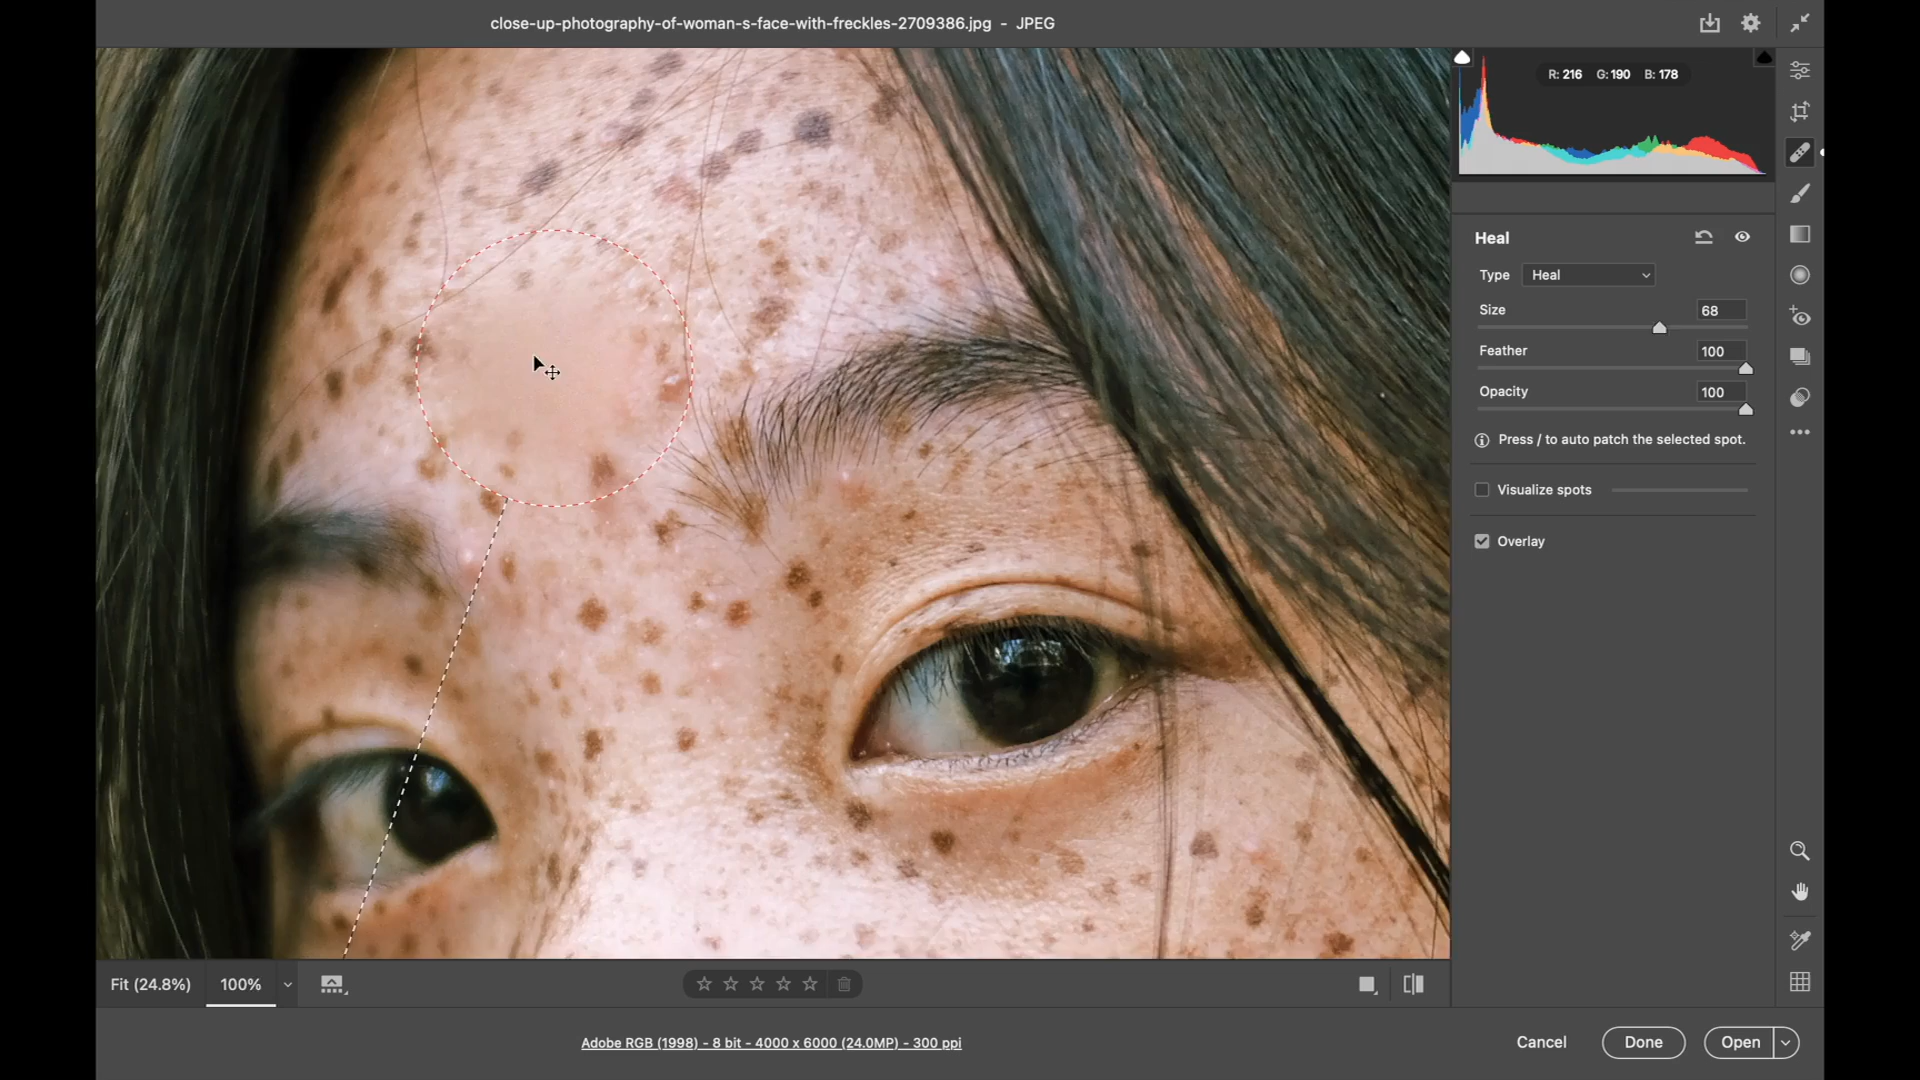 close-up-photography-of-woman-s-face-with-freckles-2709386.jpg - JPEG
R: 216 G: 190 B: 178
Heal
Type Heal
Size 68
Feather 100
Opacity 100
Press / to auto patch the selected spot.
Visualize spots
Overlay
Fit (24.8%) 100%
Adobe RGB (1998) - 8 bit - 4000 x 6000 (24.0MP) - 300 ppi
Cancel Done Open